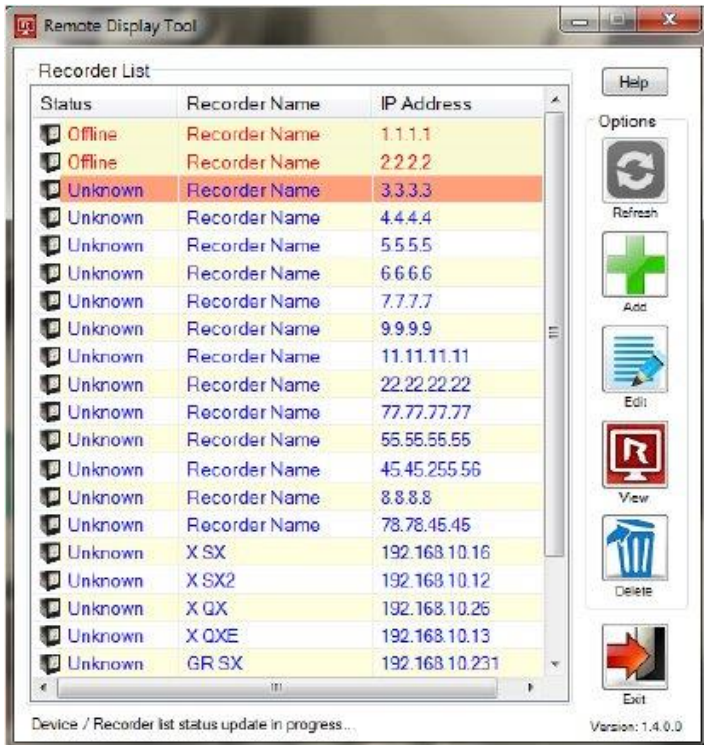 Remote Display Tool
Recorder List
Status Recorder Name IP Address
Offline Recorder Name 1.1.1.1
Offline Recorder Name 2.2.2.2
Unknown Recorder Name 3.3.3.3
Unknown Recorder Name 4.4.4.4
Unknown Recorder Name 5.5.5.5
Unknown Recorder Name 6.6.6.6
Unknown Recorder Name 7.7.7.7
Unknown Recorder Name 9.9.9.9
Unknown Recorder Name 11.11.11.11
Unknown Recorder Name 22.22.22.22
Unknown Recorder Name 77.77.77.77
Unknown Recorder Name 55.55.55.55
Unknown Recorder Name 45.45.255.56
Unknown Recorder Name 8.8.8.8
Unknown Recorder Name 78.78.45.45
Unknown X SX 192.168.10.16
Unknown X SX2 192.168.10.12
Unknown X QX 192.168.10.26
Unknown X QXE 192.168.10.13
Unknown GR SX 192.168.10.231
Device / Recorder list status update in progress...
Help
Options
Refresh
Add
Edit
View
Delete
Exit
Version: 1.4.0.0